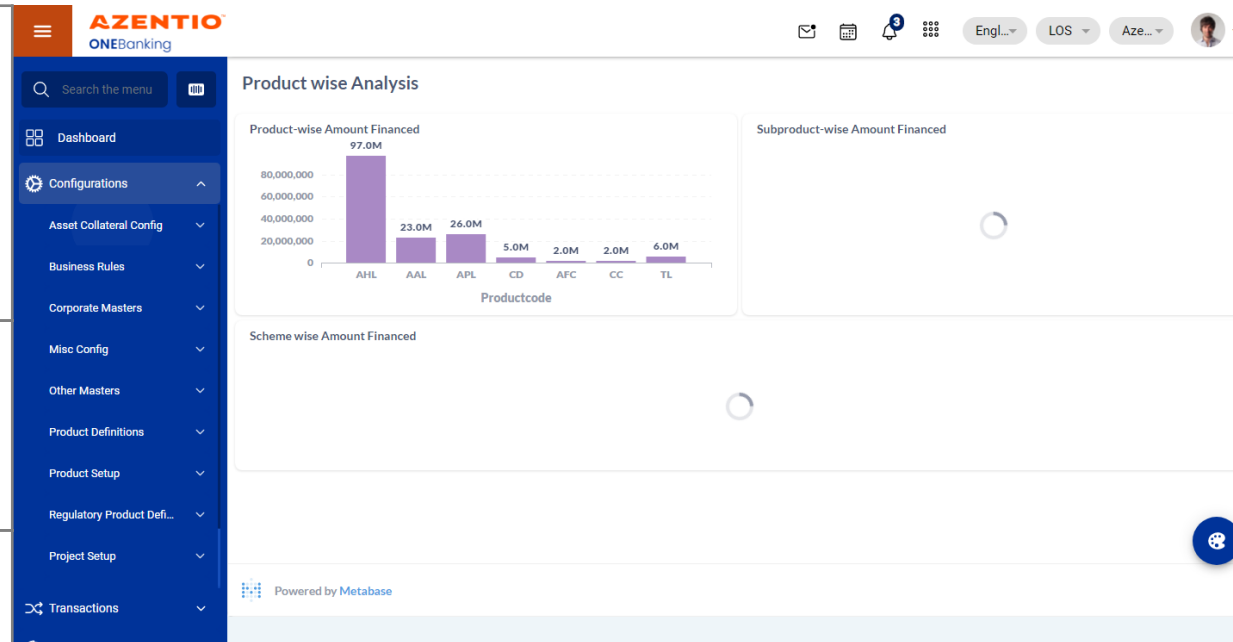 AZENTIO
ONEBanking
3
Engl...
LOS
Aze...
Search the menu
Dashboard
Configurations
Asset Collateral Config
Business Rules
Corporate Masters
Misc Config
Other Masters
Product Definitions
Product Setup
Regulatory Product Defi...
Project Setup
Transactions
Product wise Analysis
Product-wise Amount Financed
97.0M
80,000,000
60,000,000
40,000,000
20,000,000
0
23.0M
26.0M
5.0M
2.0M
2.0M
6.0M
AHL AAL APL CD AFC CC TL
Productcode
Subproduct-wise Amount Financed
Scheme wise Amount Financed
Powered by Metabase